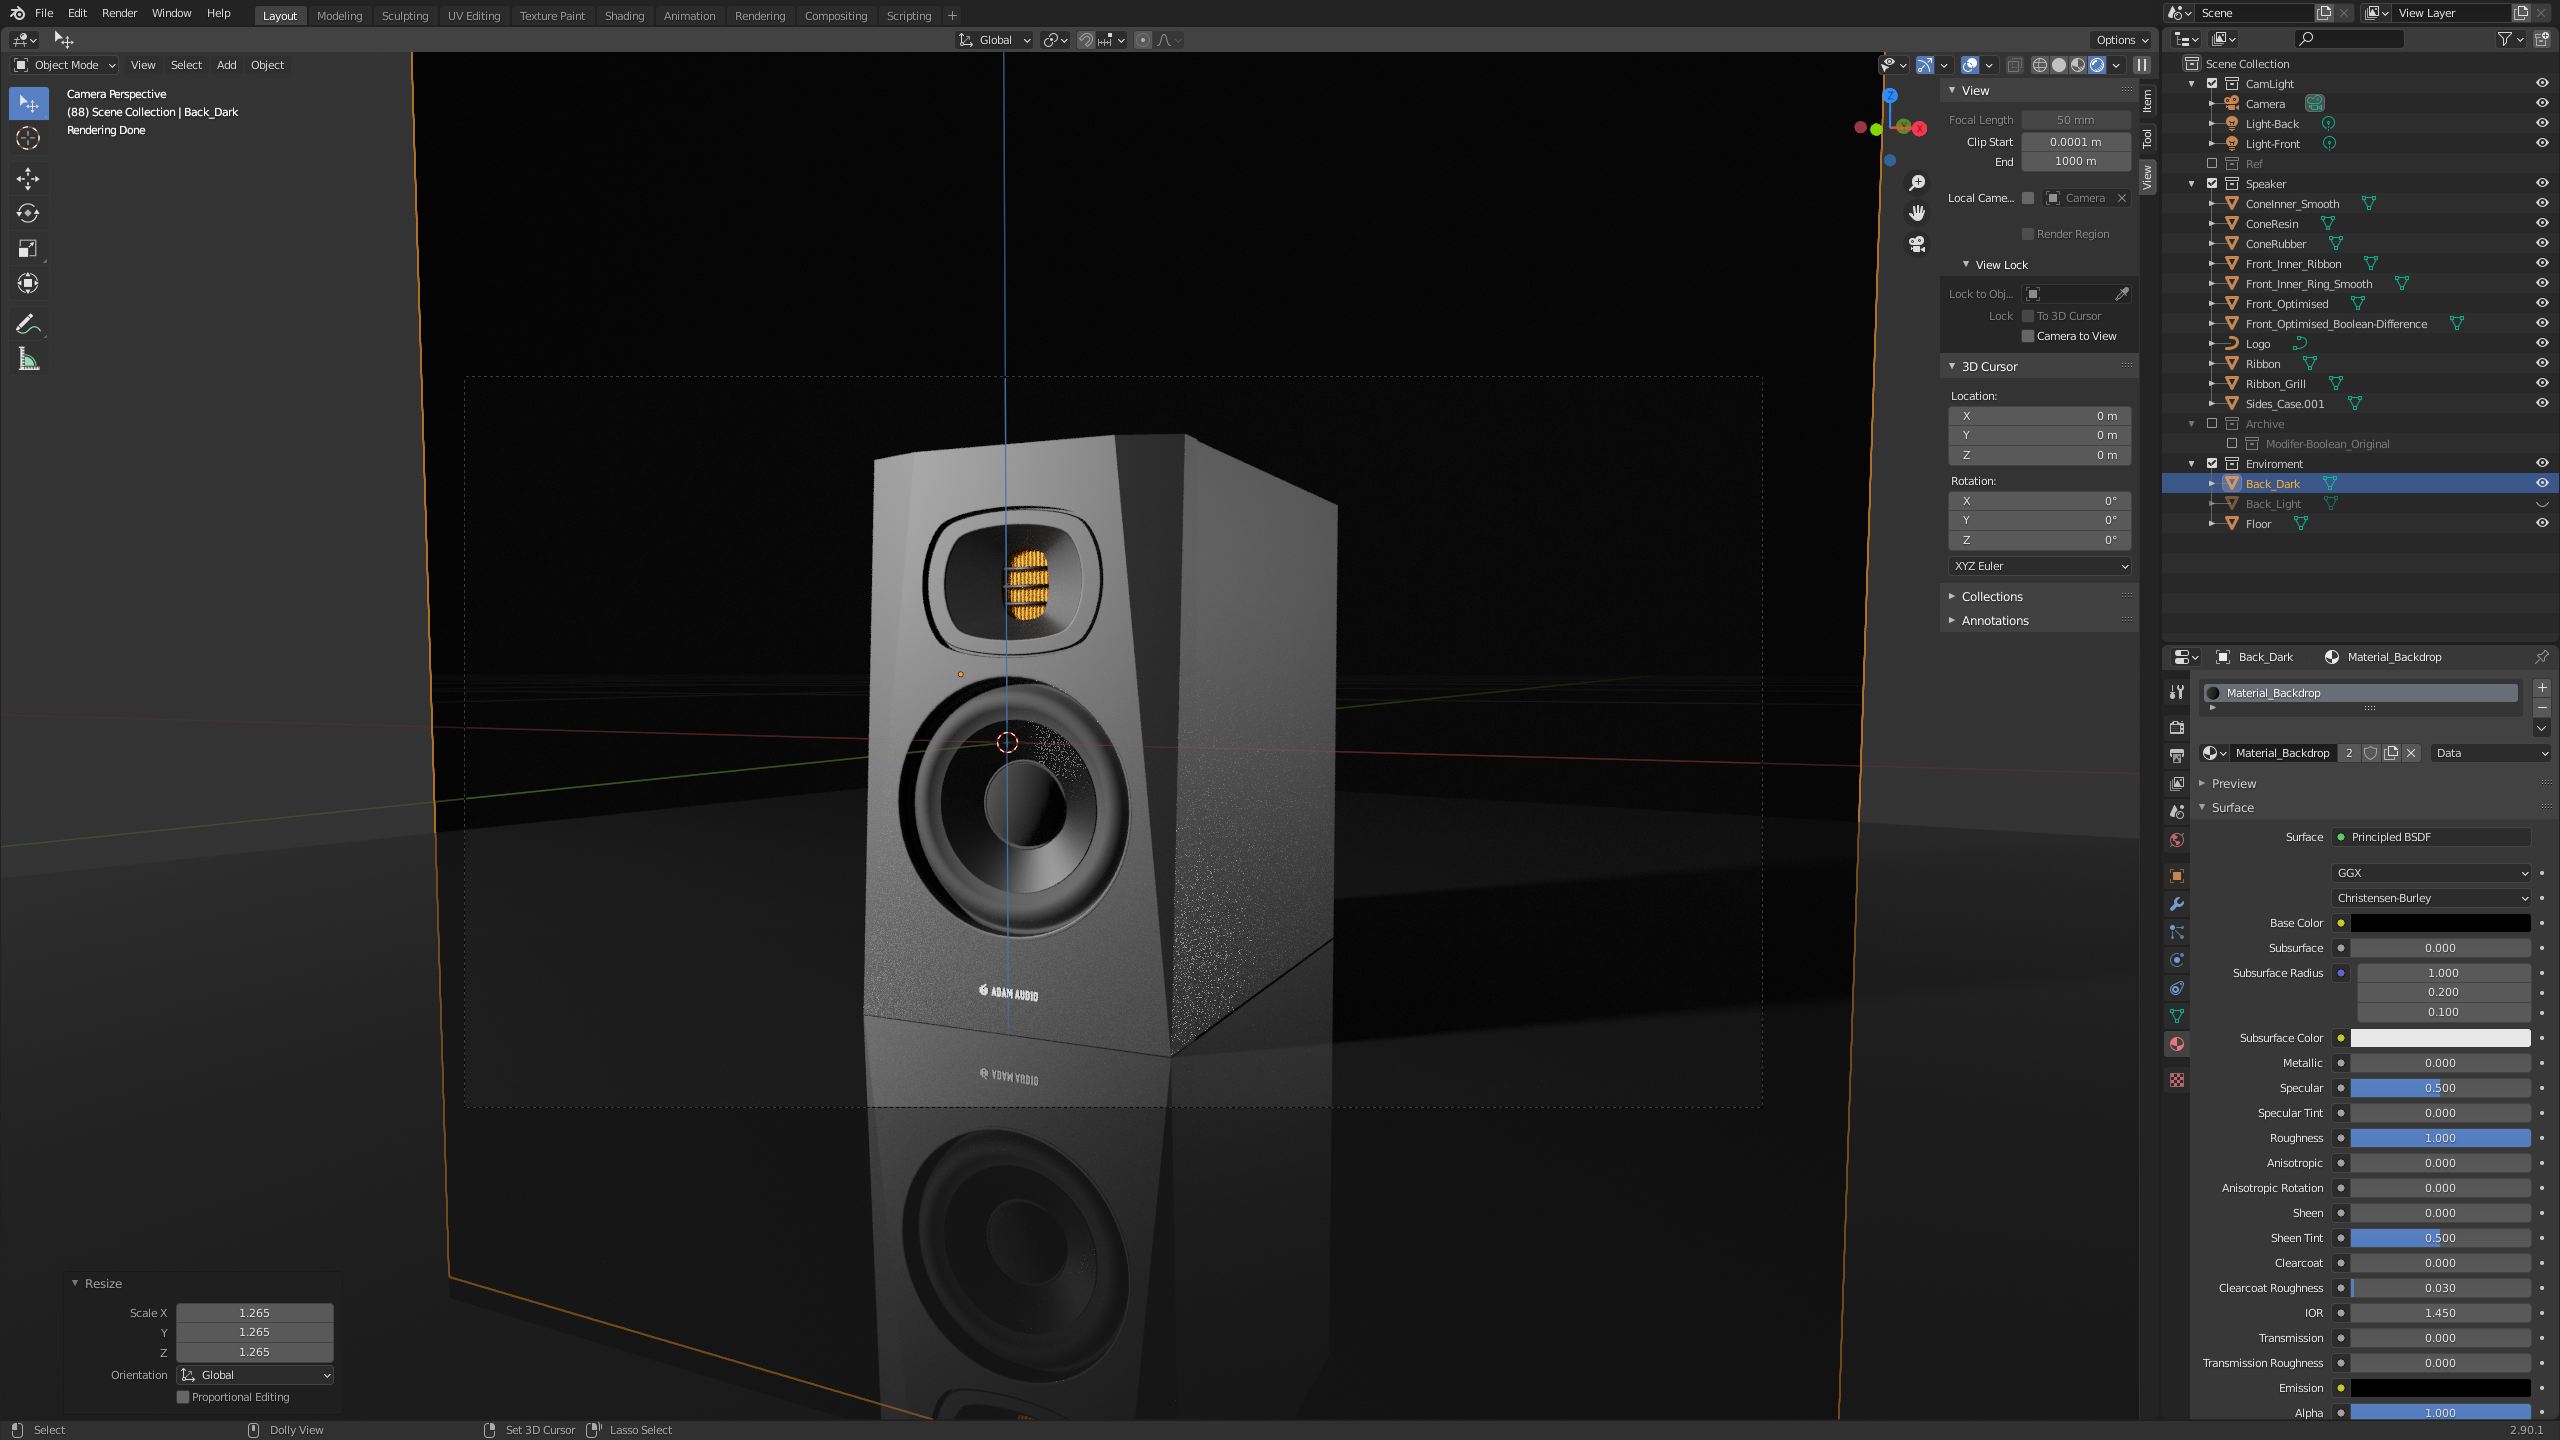 File Edit Render Window Help Layout Modeling Sculpting UV Editing Texture Paint Shading Animation Rendering Compositing Scripting +
Scene View Layer
Global Options
Object Mode View Select Add Object
Camera Perspective
(88) Scene Collection | Back_Dark
Rendering Done
ADAM AUDIO
Resize
Scale X 1.265
Y 1.265
Z 1.265
Orientation Global
Proportional Editing
Z
Y
X
View
Focal Length 50 mm
Clip Start 0.0001 m
End 1000 m
Local Came... Camera
Render Region
View Lock
Lock to Obj...
Lock To 3D Cursor
Camera to View
3D Cursor
Location:
X 0 m
Y 0 m
Z 0 m
Rotation:
X 0°
Y 0°
Z 0°
XYZ Euler
Collections
Annotations
Item
Tool
View
Scene Collection
CamLight
Camera
Light-Back
Light-Front
Ref
Speaker
ConeInner_Smooth
ConeResin
ConeRubber
Front_Inner_Ribbon
Front_Inner_Ring_Smooth
Front_Optimised
Front_Optimised_Boolean-Difference
Logo
Ribbon
Ribbon_Grill
Sides_Case.001
Archive
Modifer-Boolean_Original
Enviroment
Back_Dark
Back_Light
Floor
Back_Dark Material_Backdrop
Material_Backdrop
Material_Backdrop 2 Data
Preview
Surface
Surface Principled BSDF
GGX
Christensen-Burley
Base Color
Subsurface 0.000
Subsurface Radius 1.000
0.200
0.100
Subsurface Color
Metallic 0.000
Specular 0.500
Specular Tint 0.000
Roughness 1.000
Anisotropic 0.000
Anisotropic Rotation 0.000
Sheen 0.000
Sheen Tint 0.500
Clearcoat 0.000
Clearcoat Roughness 0.030
IOR 1.450
Transmission 0.000
Transmission Roughness 0.000
Emission
Alpha 1.000
Select Dolly View Set 3D Cursor Lasso Select 2.90.1